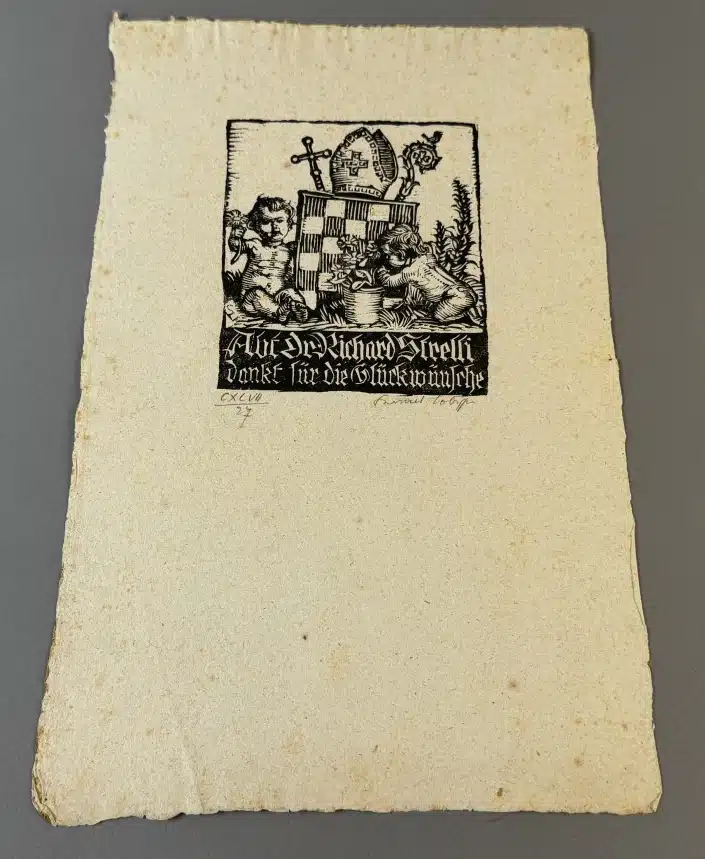 Abt Dr Richard Strelli
dankt für die Glückwünsche
CXLVII
27